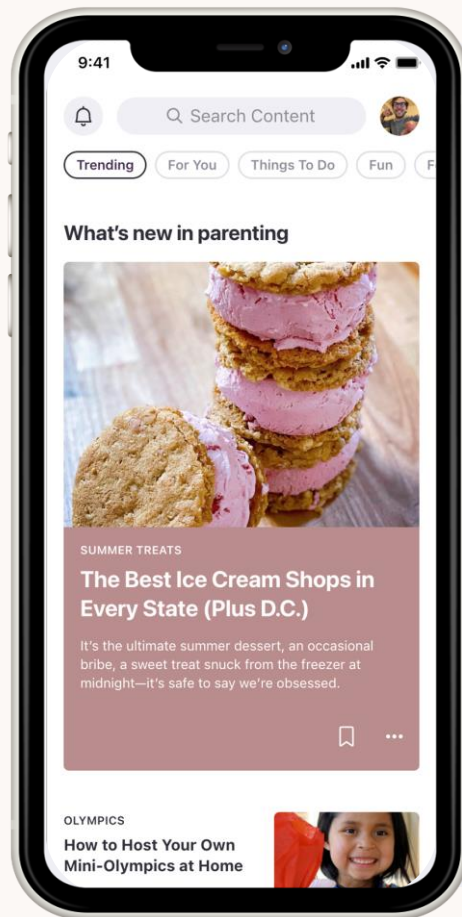 9:41
Search Content
Trending
For You
Things To Do
Fun
F
What's new in parenting
SUMMER TREATS
The Best Ice Cream Shops in
Every State (Plus D.C.)
It's the ultimate summer dessert, an occasional
bribe, a sweet treat snuck from the freezer at
midnight—it's safe to say we're obsessed.
OLYMPICS
How to Host Your Own
Mini-Olympics at Home